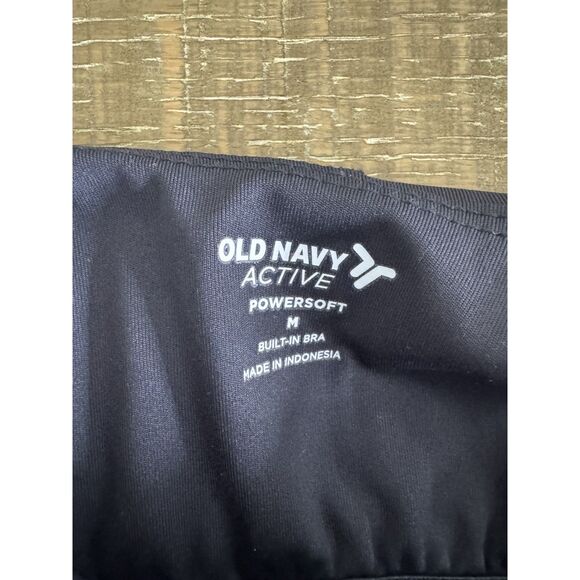 OLD NAVY
ACTIVE
POWERSOFT
M
BUILT-IN BRA
MADE IN INDONESIA